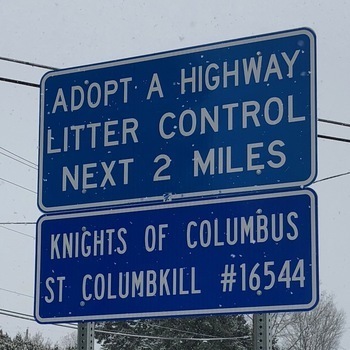 ADOPT A HIGHWAY
LITTER CONTROL
NEXT 2 MILES
KNIGHTS OF COLUMBUS
ST COLUMBKILL #16544